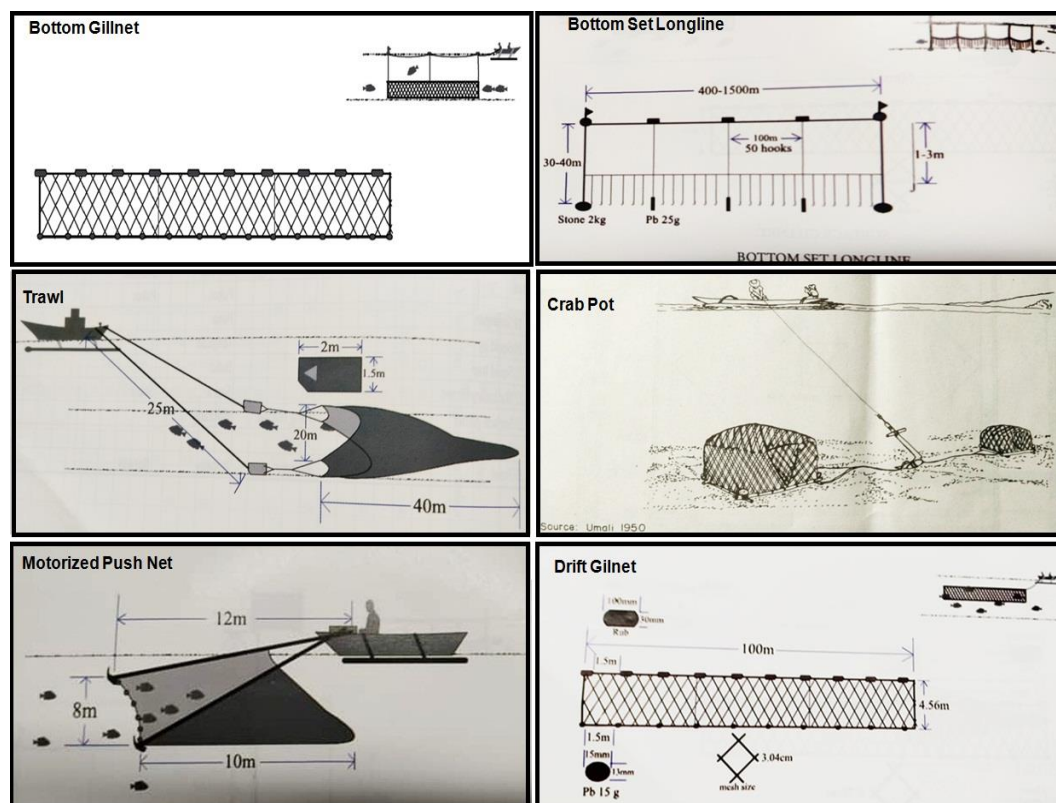 Bottom Gillnet
Bottom Set Longline
400-1500m
100m
50 hooks
30-40m
1-3m
Stone 2kg
Pb 25g
BOTTOM SET LONGLINE
Trawl
2m
1.5m
25m
20m
40m
Crab Pot
Source: Umali 1950
Motorized Push Net
12m
8m
10m
Drift Gilnet
100mm
30mm
Rub
100m
1.5m
4.56m
1.5m
15mm
13mm
Pb 15 g
3.04cm
mesh size